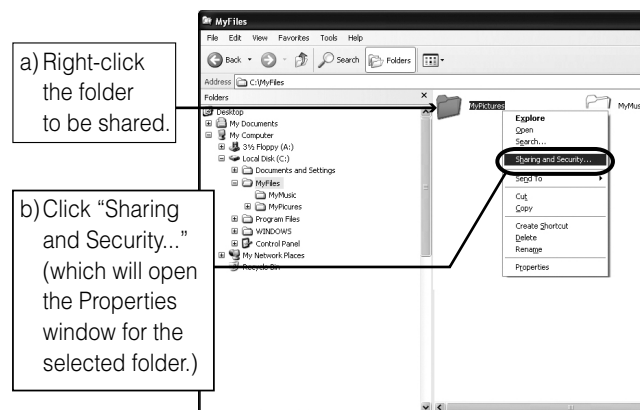 MyFiles
File Edit View Favorites Tools Help
Back Search Folders
Address C:\MyFiles
Folders ×
a) Right-click
the folder
to be shared.
b) Click “Sharing
and Security...”
(which will open
the Properties
window for the
selected folder.)
Desktop
My Documents
My Computer
3½ Floppy (A:)
Local Disk (C:)
Documents and Settings
MyFiles
MyMusic
MyPicures
Program Files
WINDOWS
Control Panel
My Network Places
Recycle Bin
MyPictures
MyMus
Explore
Open
Search...
Sharing and Security...
Send To
Cut
Copy
Create Shortcut
Delete
Rename
Properties